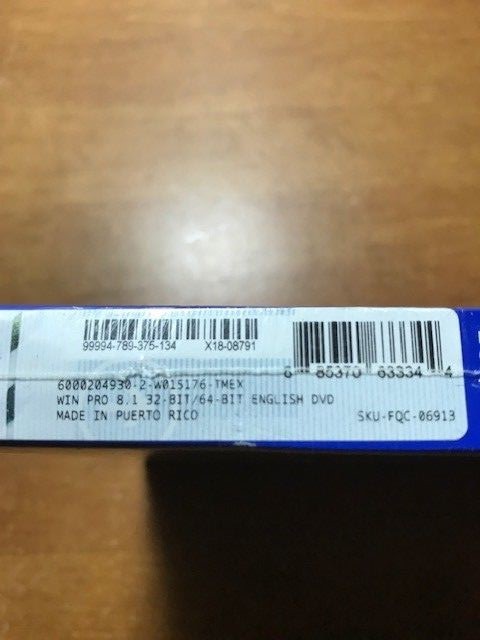 99994-789-375-134 X18-08791
6 85370 63334 4
6000204930-2-W015176-TMEX
WIN PRO 8.1 32-BIT/64-BIT ENGLISH DVD
MADE IN PUERTO RICO SKU-FQC-06913